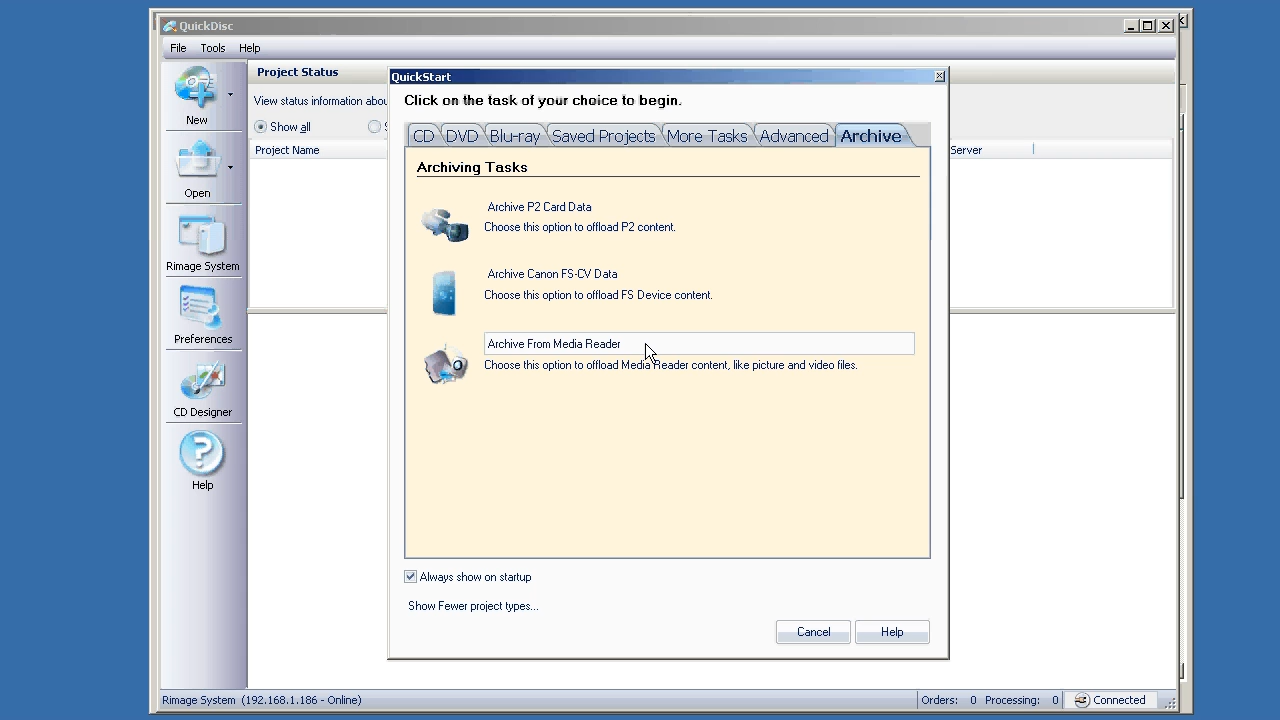 QuickDisc
File Tools Help
New
Open
Rimage System
Preferences
CD Designer
Help
Project Status
View status information abou
Show all
Project Name
Server
QuickStart
Click on the task of your choice to begin.
CD DVD Blu-ray Saved Projects More Tasks Advanced Archive
Archiving Tasks
Archive P2 Card Data
Choose this option to offload P2 content.
Archive Canon FS-CV Data
Choose this option to offload FS Device content.
Archive From Media Reader
Choose this option to offload Media Reader content, like picture and video files.
Always show on startup
Show Fewer project types...
Cancel Help
Rimage System (192.168.1.186 - Online)
Orders: 0 Processing: 0 Connected